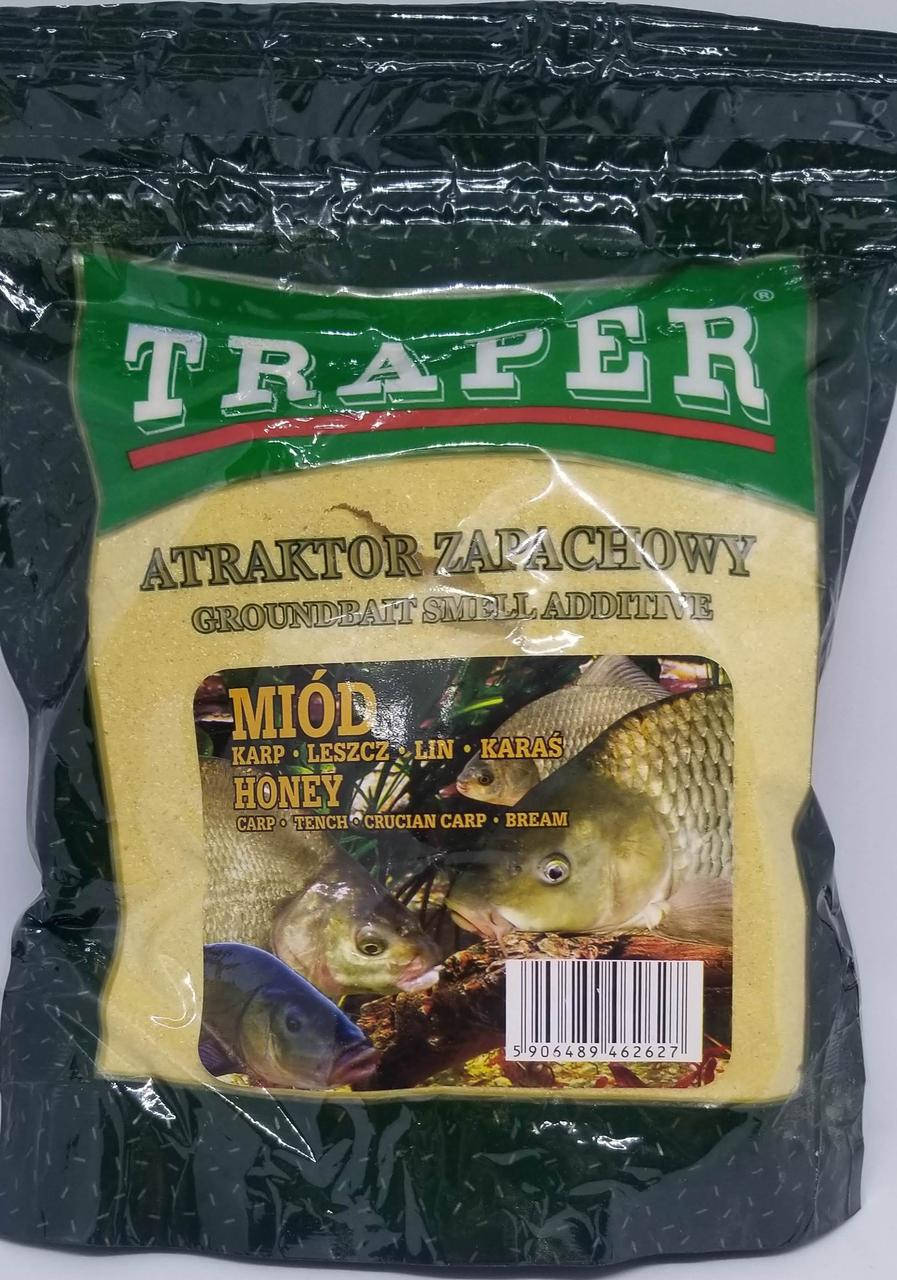 TRAPER®
ATRAKTOR ZAPACHOWY
GROUNDBAIT SMELL ADDITIVE
MIÓD
KARP • LESZCZ • LIN • KARAŚ
HONEY
CARP • TENCH • CRUCIAN CARP • BREAM
5 906489 462627